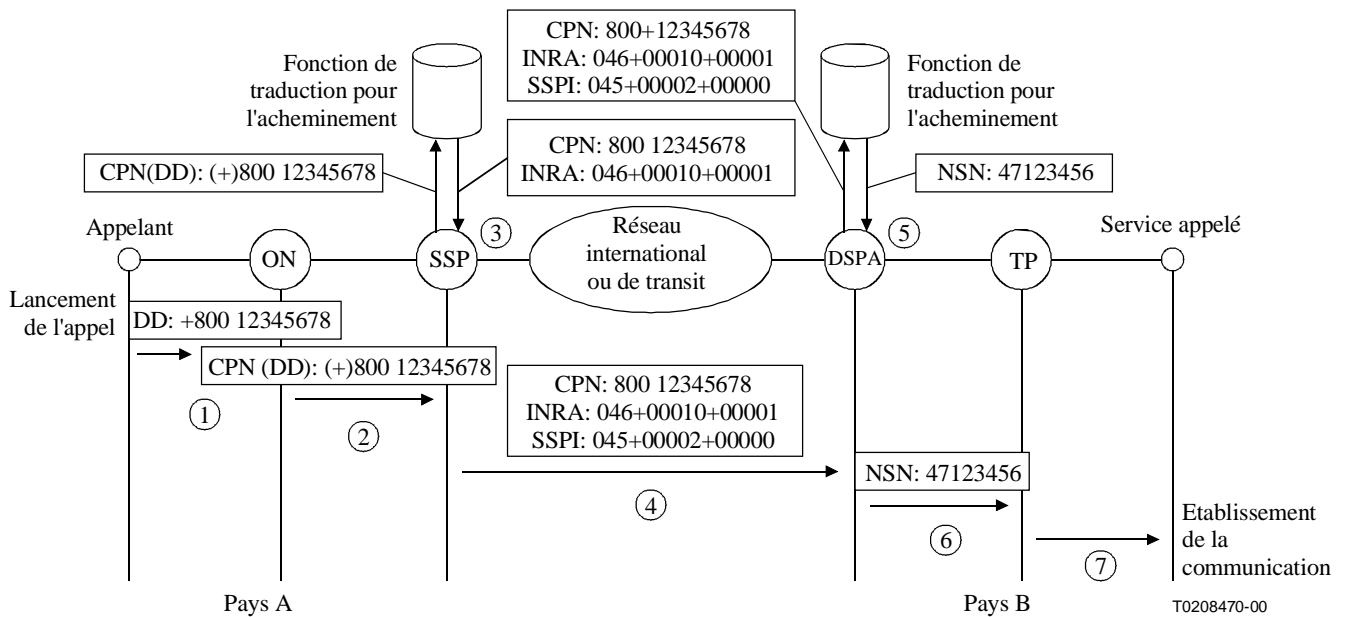 CPN: 800+12345678
INRA: 046+00010+00001
SSPI: 045+00002+00000
Fonction de
traduction pour
l'acheminement
Fonction de
traduction pour
l'acheminement
CPN: 800 12345678
INRA: 046+00010+00001
CPN(DD): (+)800 12345678
NSN: 47123456
Appelant
ON
SSP
3
Réseau
international
ou de transit
DSPA
5
TP
Service appelé
Lancement
de l'appel
DD: +800 12345678
CPN (DD): (+)800 12345678
1
2
CPN: 800 12345678
INRA: 046+00010+00001
SSPI: 045+00002+00000
4
NSN: 47123456
6
7
Etablissement
de la
communication
Pays A
Pays B
T0208470-00